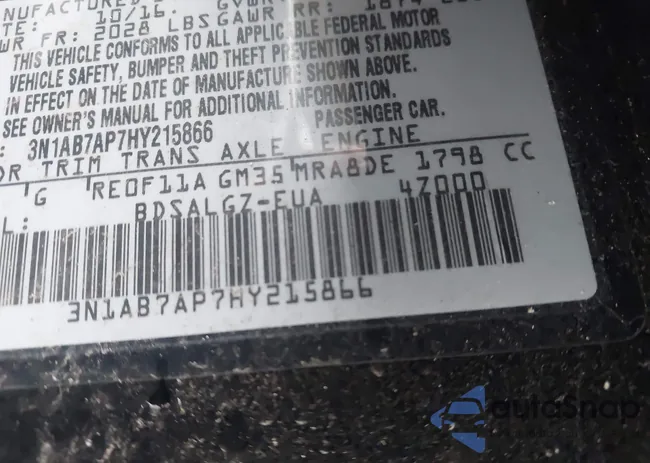 NUFACTURED
TE: 10/16 GVWR
WR FR: 2028 LBS GAWR RR: 1874
THIS VEHICLE CONFORMS TO ALL APPLICABLE FEDERAL MOTOR
VEHICLE SAFETY, BUMPER AND THEFT PREVENTION STANDARDS
IN EFFECT ON THE DATE OF MANUFACTURE SHOWN ABOVE.
SEE OWNER'S MANUAL FOR ADDITIONAL INFORMATION.
: 3N1AB7AP7HY215866 PASSENGER CAR.
OR TRIM TRANS AXLE ENGINE
G RE0F11A GM35 MRA8DE 1798 CC
L: BDSALGZ-EUA 4Z000
3N1AB7AP7HY215866
autoSnap